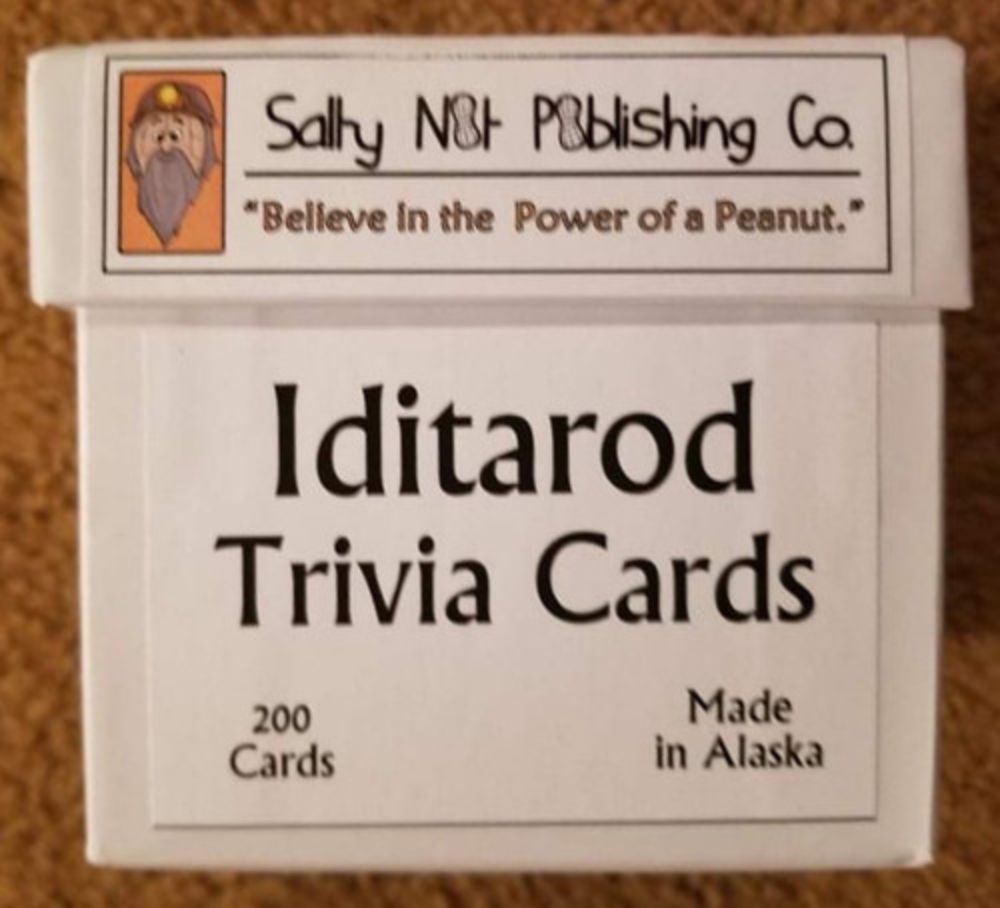 Salty Nut Publishing Co.
"Believe in the Power of a Peanut."
Iditarod
Trivia Cards
200
Cards
Made
in Alaska